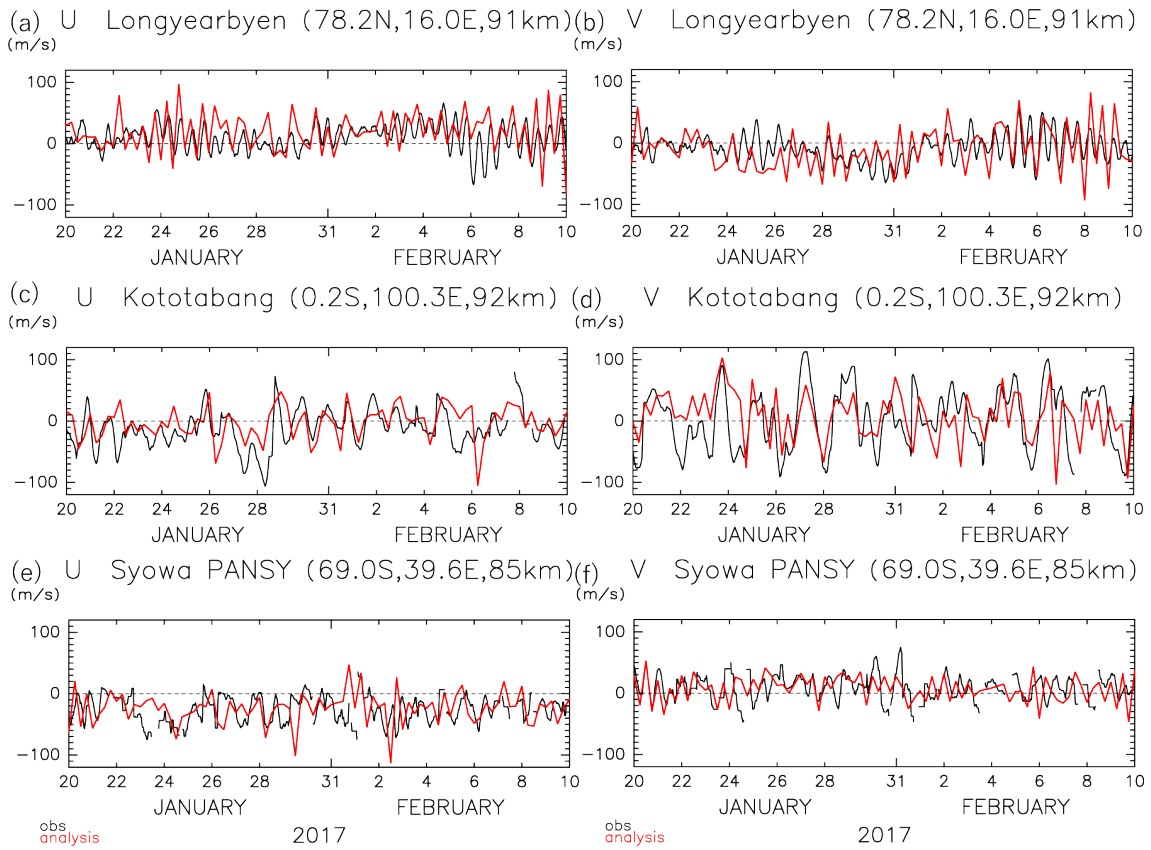 (a) U Longyearbyen (78.2N,16.0E,91km)
(m/s)
100
0
−100
20 22 24 26 28 31 2 4 6 8 10
JANUARY FEBRUARY
(b) V Longyearbyen (78.2N,16.0E,91km)
(m/s)
100
0
−100
20 22 24 26 28 31 2 4 6 8 10
JANUARY FEBRUARY
(c) U Kototabang (0.2S,100.3E,92km)
(m/s)
100
0
−100
20 22 24 26 28 31 2 4 6 8 10
JANUARY FEBRUARY
(d) V Kototabang (0.2S,100.3E,92km)
(m/s)
100
0
−100
20 22 24 26 28 31 2 4 6 8 10
JANUARY FEBRUARY
(e) U Syowa PANSY (69.0S,39.6E,85km)
(m/s)
100
0
−100
20 22 24 26 28 31 2 4 6 8 10
JANUARY FEBRUARY
obs
analysis
2017
(f) V Syowa PANSY (69.0S,39.6E,85km)
(m/s)
100
0
−100
20 22 24 26 28 31 2 4 6 8 10
JANUARY FEBRUARY
obs
analysis
2017